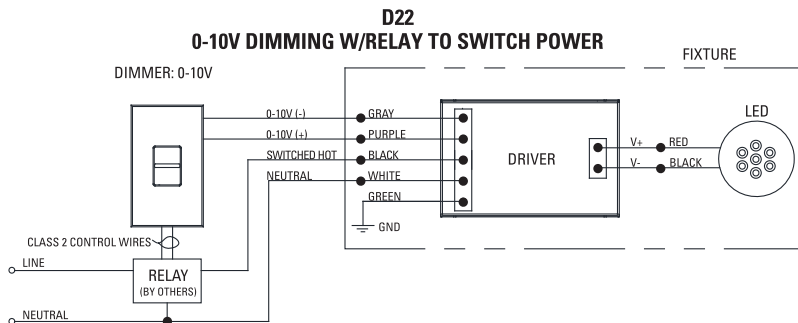 D22
0-10V DIMMING W/RELAY TO SWITCH POWER
FIXTURE
DIMMER: 0-10V
LED
0-10V (-)
GRAY
0-10V (+)
PURPLE
V+
RED
SWITCHED HOT
BLACK
DRIVER
V-
BLACK
NEUTRAL
WHITE
GREEN
GND
CLASS 2 CONTROL WIRES
LINE
RELAY
(BY OTHERS)
NEUTRAL